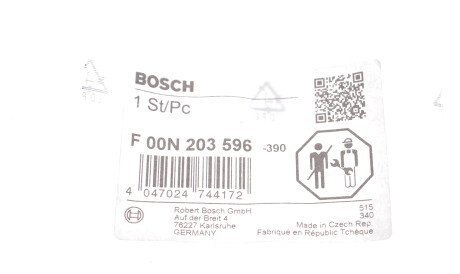 BOSCH
1 St/Pc
F 00N 203 596 -390
4 047024 744172
Robert Bosch GmbH
Auf der Breit 4
76227 Karlsruhe
GERMANY
515
340
Made in Czech Rep.
Fabriqué en République Tchèque